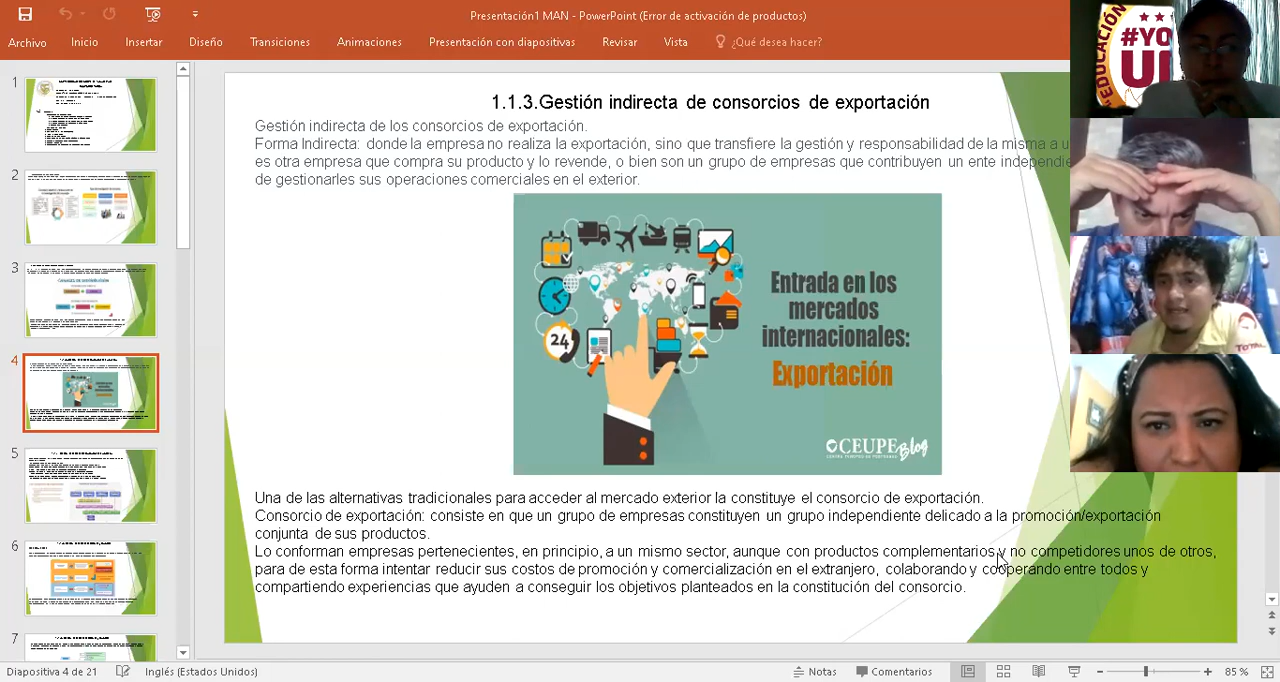 Presentación1 MAN - PowerPoint (Error de activación de productos)
Archivo Inicio Insertar Diseño Transiciones Animaciones Presentación con diapositivas Revisar Vista ¿Qué desea hacer?
EDUCACIÓN
#YO
U
1
2
3
4
5
6
7
1.1.3.Gestión indirecta de consorcios de exportación
Gestión indirecta de los consorcios de exportación.
Forma Indirecta: donde la empresa no realiza la exportación, sino que transfiere la gestión y responsabilidad de la misma a u
es otra empresa que compra su producto y lo revende, o bien son un grupo de empresas que contribuyen un ente independie
de gestionarles sus operaciones comerciales en el exterior.
24
Entrada en los
mercados
internacionales:
Exportación
CEUPE Blog
TOTAL
Una de las alternativas tradicionales para acceder al mercado exterior la constituye el consorcio de exportación.
Consorcio de exportación: consiste en que un grupo de empresas constituyen un grupo independiente delicado a la promoción/exportación
conjunta de sus productos.
Lo conforman empresas pertenecientes, en principio, a un mismo sector, pero con productos complementarios y no competidores unos de otros,
para de esta forma intentar reducir sus costos de promoción y comercialización en el extranjero, colaborando y cooperando entre todos y
compartiendo experiencias que ayuden a conseguir los objetivos planteados en la constitución del consorcio.
Diapositiva 4 de 21 Inglés (Estados Unidos) Notas Comentarios 85 %